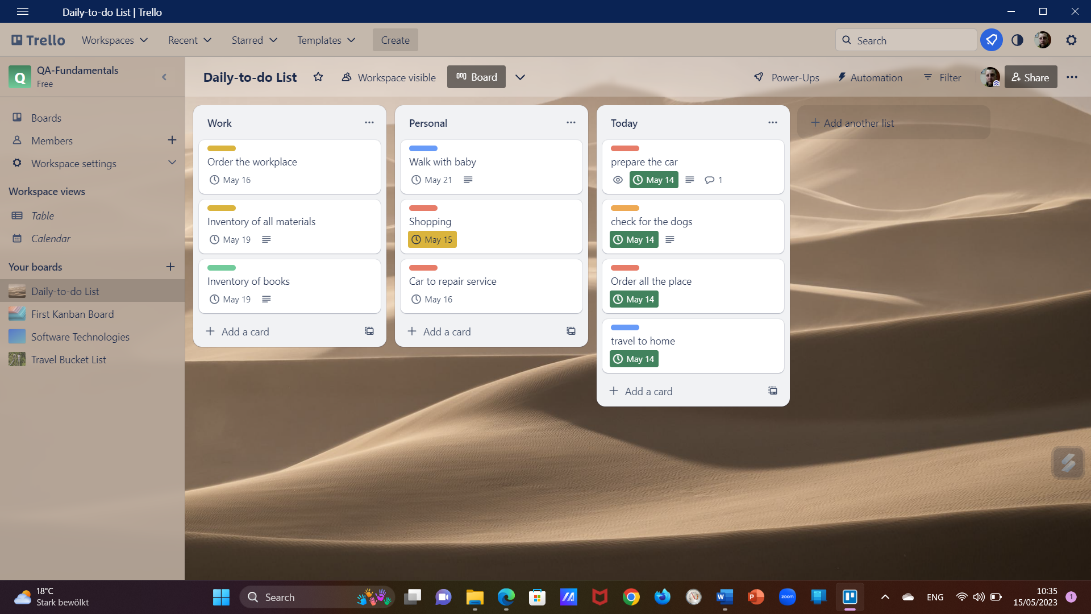 Daily-to-do List | Trello
Trello
Workspaces
Recent
Starred
Templates
Create
Search
Q
QA-Fundamentals
Free
Daily-to-do List
Workspace visible
Board
Power-Ups
Automation
Filter
Share
Boards
Members
Workspace settings
Workspace views
Table
Calendar
Your boards
Daily-to-do List
First Kanban Board
Software Technologies
Travel Bucket List
Work
Order the workplace
May 16
Inventory of all materials
May 19
Inventory of books
May 19
+ Add a card
Personal
Walk with baby
May 21
Shopping
May 15
Car to repair service
May 16
+ Add a card
Today
prepare the car
May 14
1
check for the dogs
May 14
Order all the place
May 14
travel to home
May 14
+ Add a card
+ Add another list
18°C
Stark bewölkt
Search
zoom
ENG
10:35
15/05/2023
1